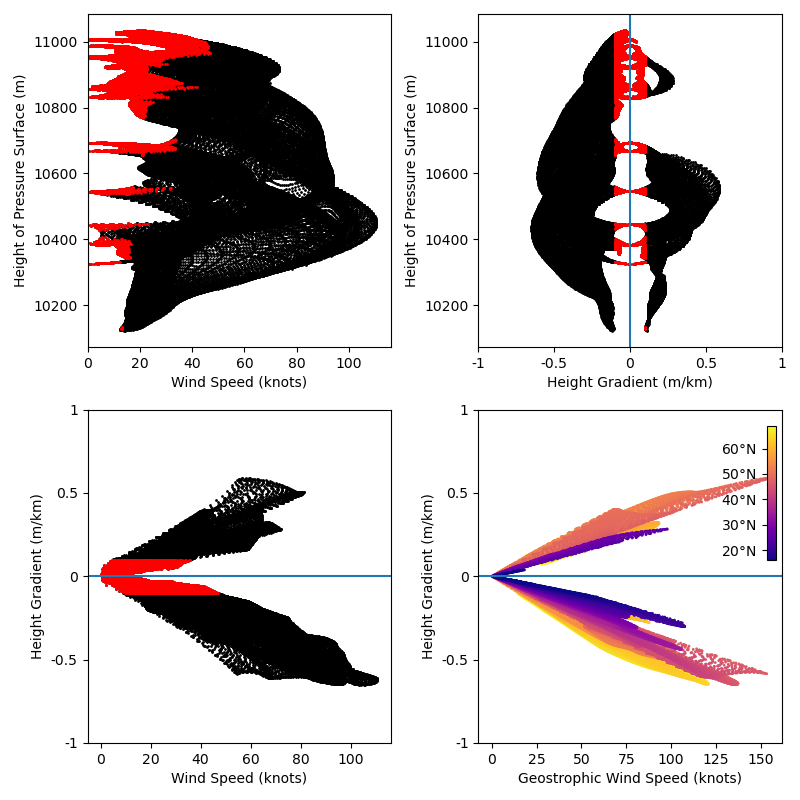 11000
10800
10600
10400
10200
Height of Pressure Surface (m)
0 20 40 60 80 100
Wind Speed (knots)
11000
10800
10600
10400
10200
Height of Pressure Surface (m)
-1 -0.5 0 0.5 1
Height Gradient (m/km)
1
0.5
0
-0.5
-1
Height Gradient (m/km)
0 20 40 60 80 100
Wind Speed (knots)
1
0.5
0
-0.5
-1
Height Gradient (m/km)
60°N
50°N
40°N
30°N
20°N
0 25 50 75 100 125 150
Geostrophic Wind Speed (knots)